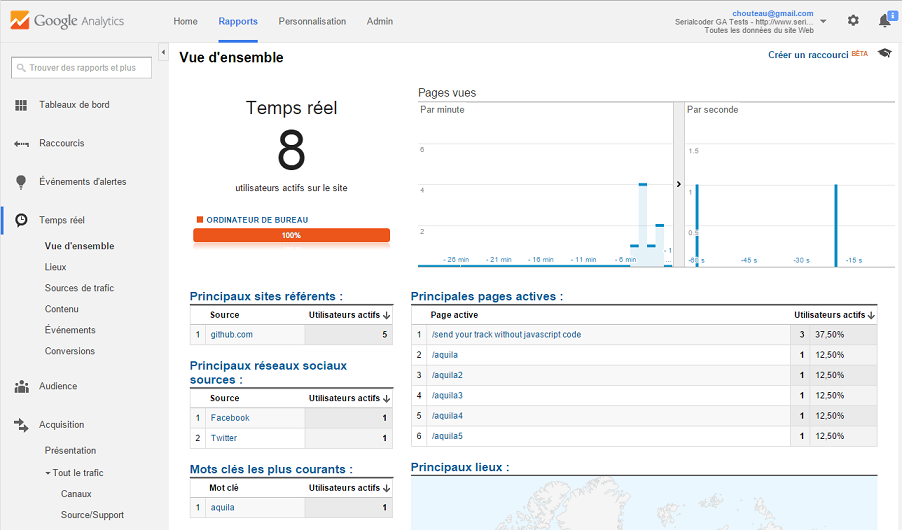 Google Analytics
Home Rapports Personnalisation Admin
chouteau@gmail.com
Serialcoder GA Tests - http://www.seri...
Toutes les données du site Web
Trouver des rapports et plus
Tableaux de bord
Raccourcis
Événements d'alertes
Temps réel
Vue d'ensemble
Lieux
Sources de trafic
Contenu
Événements
Conversions
Audience
Acquisition
Présentation
Tout le trafic
Canaux
Source/Support
Vue d'ensemble
Créer un raccourci BÊTA
Temps réel
8
utilisateurs actifs sur le site
ORDINATEUR DE BUREAU
100%
Pages vues
Par minute
6
4
2
- 26 min - 21 min - 16 min - 11 min - 6 min - 1
...
Par seconde
1.5
1
0.5
-60 s -45 s -30 s -15 s
Principaux sites référents :
Source Utilisateurs actifs
1 github.com 5
Principaux réseaux sociaux
sources :
Source Utilisateurs actifs
1 Facebook 1
2 Twitter 1
Mots clés les plus courants :
Mot clé Utilisateurs actifs
1 aquila 1
Principales pages actives :
Page active Utilisateurs actifs
1 /send your track without javascript code 3 37,50%
2 /aquila 1 12,50%
3 /aquila2 1 12,50%
4 /aquila3 1 12,50%
5 /aquila4 1 12,50%
6 /aquila5 1 12,50%
Principaux lieux :